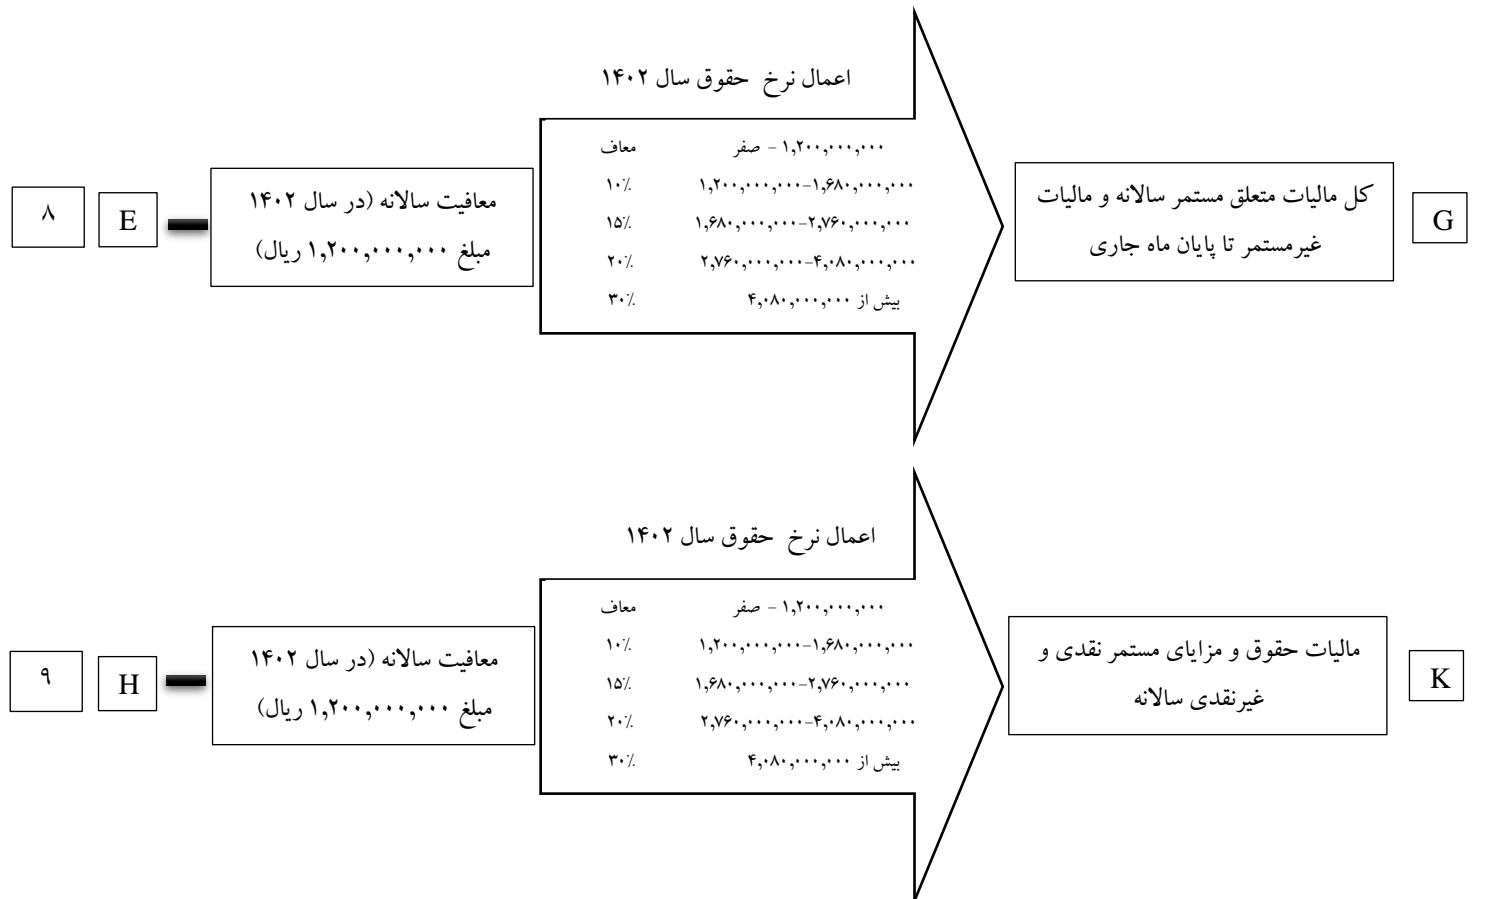 اعمال نرخ حقوق سال ۱۴۰۲
۸
E
معافیت سالانه (در سال ۱۴۰۲
مبلغ ۱,۲۰۰,۰۰۰,۰۰۰ ریال)
صفر - ۱,۲۰۰,۰۰۰,۰۰۰ معاف
۱,۲۰۰,۰۰۰,۰۰۰-۱,۶۸۰,۰۰۰,۰۰۰ ۱۰٪
۱,۶۸۰,۰۰۰,۰۰۰-۲,۷۶۰,۰۰۰,۰۰۰ ۱۵٪
۲,۷۶۰,۰۰۰,۰۰۰-۴,۰۸۰,۰۰۰,۰۰۰ ۲۰٪
بیش از ۴,۰۸۰,۰۰۰,۰۰۰ ۳۰٪
کل مالیات متعلق مستمر سالانه و مالیات
غیرمستمر تا پایان ماه جاری
G
اعمال نرخ حقوق سال ۱۴۰۲
۹
H
معافیت سالانه (در سال ۱۴۰۲
مبلغ ۱,۲۰۰,۰۰۰,۰۰۰ ریال)
صفر - ۱,۲۰۰,۰۰۰,۰۰۰ معاف
۱,۲۰۰,۰۰۰,۰۰۰-۱,۶۸۰,۰۰۰,۰۰۰ ۱۰٪
۱,۶۸۰,۰۰۰,۰۰۰-۲,۷۶۰,۰۰۰,۰۰۰ ۱۵٪
۲,۷۶۰,۰۰۰,۰۰۰-۴,۰۸۰,۰۰۰,۰۰۰ ۲۰٪
بیش از ۴,۰۸۰,۰۰۰,۰۰۰ ۳۰٪
مالیات حقوق و مزایای مستمر نقدی و
غیرنقدی سالانه
K